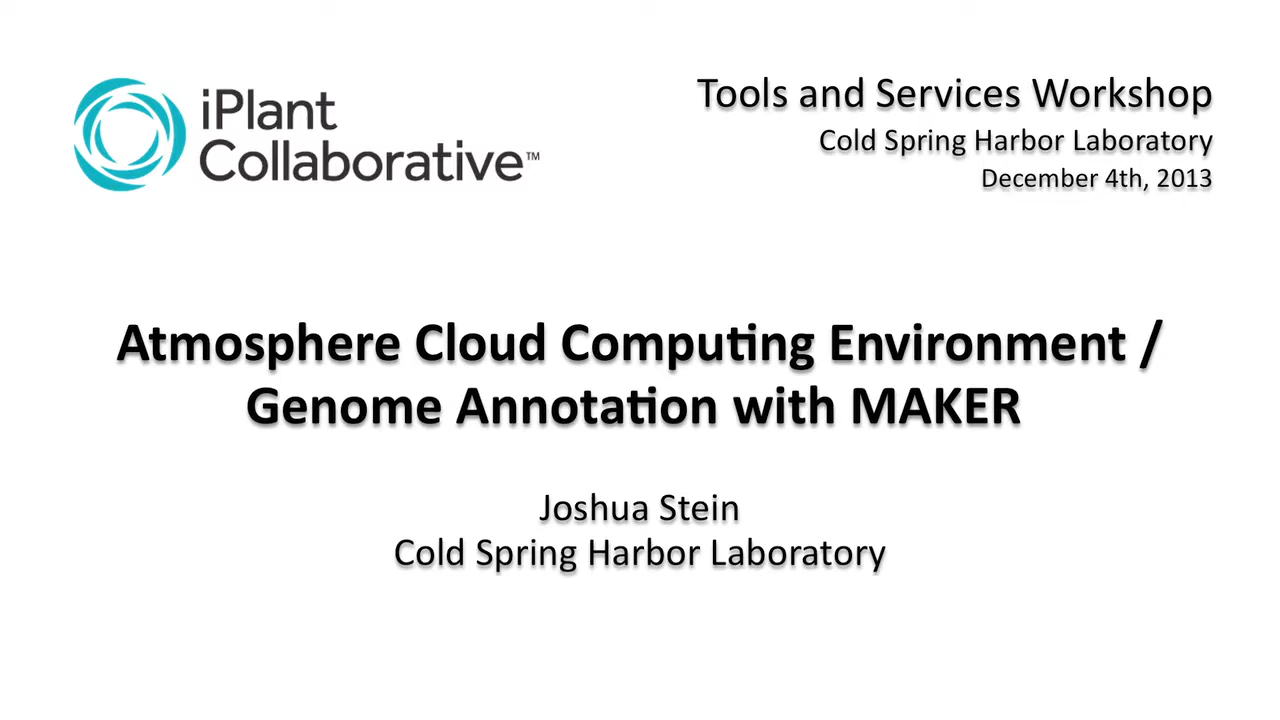 iPlant
Collaborative™
Tools and Services Workshop
Cold Spring Harbor Laboratory
December 4th, 2013
Atmosphere Cloud Computing Environment /
Genome Annotation with MAKER
Joshua Stein
Cold Spring Harbor Laboratory